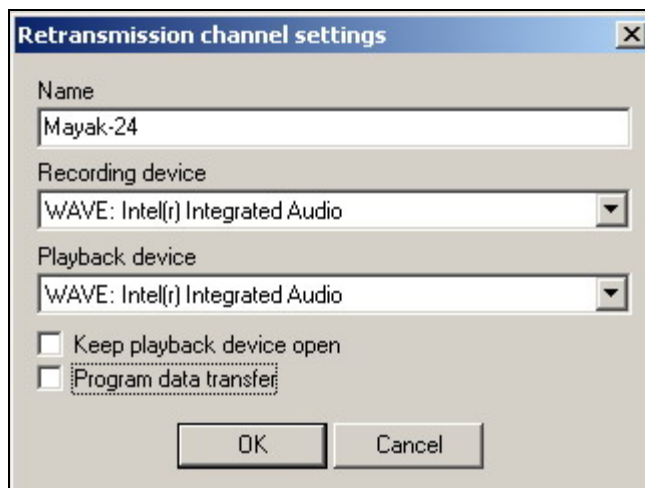 Retransmission channel settings
Name
Mayak-24
Recording device
WAVE: Intel(r) Integrated Audio
Playback device
WAVE: Intel(r) Integrated Audio
Keep playback device open
Program data transfer
OK Cancel